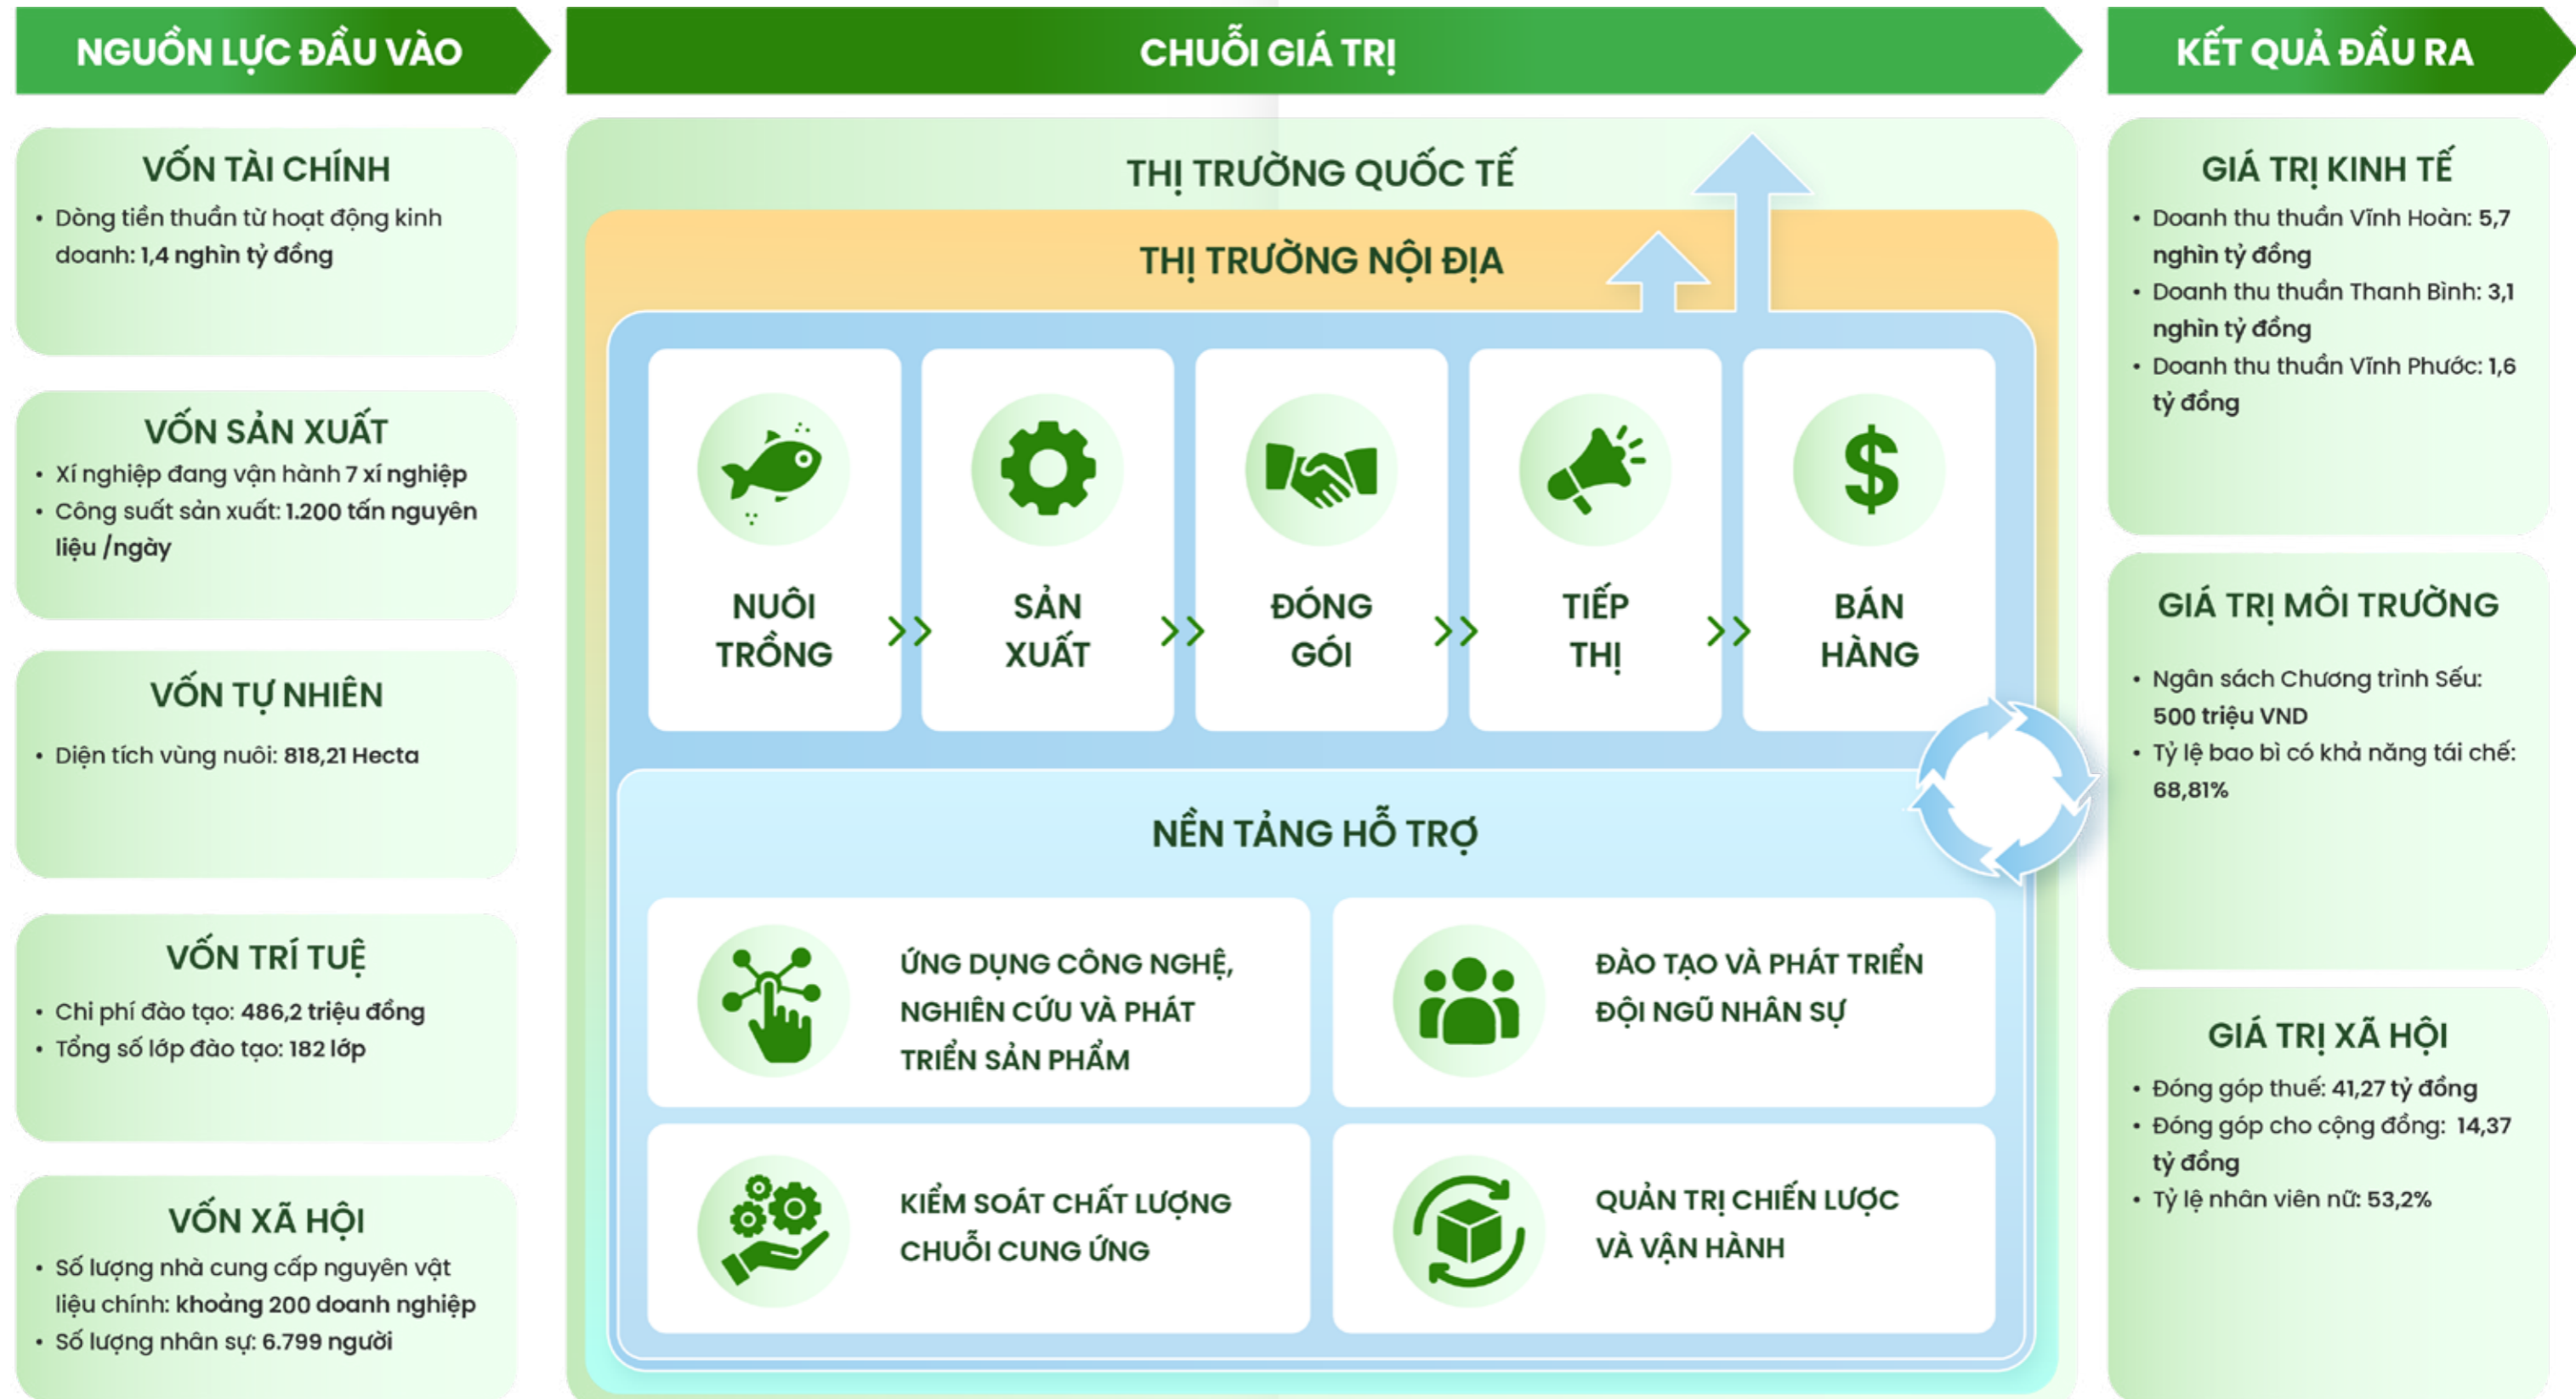 NGUỒN LỰC ĐẦU VÀO
VỐN TÀI CHÍNH
• Dòng tiền thuần từ hoạt động kinh
doanh: 1,4 nghìn tỷ đồng
VỐN SẢN XUẤT
• Xí nghiệp đang vận hành 7 xí nghiệp
• Công suất sản xuất: 1.200 tấn nguyên
liệu /ngày
VỐN TỰ NHIÊN
• Diện tích vùng nuôi: 818,21 Hecta
VỐN TRÍ TUỆ
• Chi phí đào tạo: 486,2 triệu đồng
• Tổng số lớp đào tạo: 182 lớp
VỐN XÃ HỘI
• Số lượng nhà cung cấp nguyên vật
liệu chính: khoảng 200 doanh nghiệp
• Số lượng nhân sự: 6.799 người
CHUỖI GIÁ TRỊ
THỊ TRƯỜNG QUỐC TẾ
THỊ TRƯỜNG NỘI ĐỊA
NUÔI
TRỒNG
SẢN
XUẤT
ĐÓNG
GÓI
TIẾP
THỊ
$
BÁN
HÀNG
NỀN TẢNG HỖ TRỢ
ỨNG DỤNG CÔNG NGHỆ,
NGHIÊN CỨU VÀ PHÁT
TRIỂN SẢN PHẨM
ĐÀO TẠO VÀ PHÁT TRIỂN
ĐỘI NGŨ NHÂN SỰ
KIỂM SOÁT CHẤT LƯỢNG
CHUỖI CUNG ỨNG
QUẢN TRỊ CHIẾN LƯỢC
VÀ VẬN HÀNH
KẾT QUẢ ĐẦU RA
GIÁ TRỊ KINH TẾ
• Doanh thu thuần Vĩnh Hoàn: 5,7
nghìn tỷ đồng
• Doanh thu thuần Thanh Bình: 3,1
nghìn tỷ đồng
• Doanh thu thuần Vĩnh Phước: 1,6
tỷ đồng
GIÁ TRỊ MÔI TRƯỜNG
• Ngân sách Chương trình Sếu:
500 triệu VND
• Tỷ lệ bao bì có khả năng tái chế:
68,81%
GIÁ TRỊ XÃ HỘI
• Đóng góp thuế: 41,27 tỷ đồng
• Đóng góp cho cộng đồng: 14,37
tỷ đồng
• Tỷ lệ nhân viên nữ: 53,2%